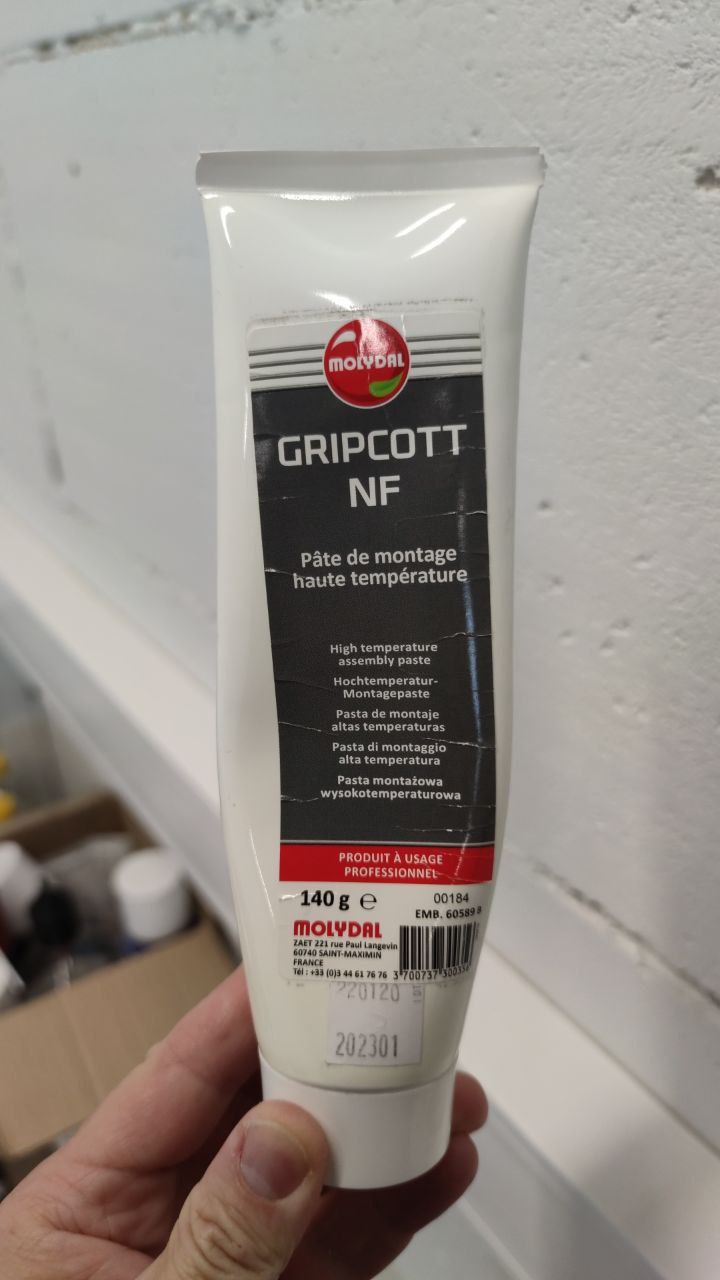 MOLYDAL
GRIPCOTT
NF
Pâte de montage
haute température
High temperature
assembly paste
Hochtemperatur-
Montagepaste
Pasta de montaje
altas temperaturas
Pasta di montaggio
alta temperatura
Pasta montażowa
wysokotemperaturowa
PRODUIT À USAGE
PROFESSIONNEL
140 g ℮
00184
EMB. 60589 B
MOLYDAL
ZAET 221 rue Paul Langevin
60740 SAINT-MAXIMIN
FRANCE
Tél : +33 (0)3 44 61 76 76
220120
202301